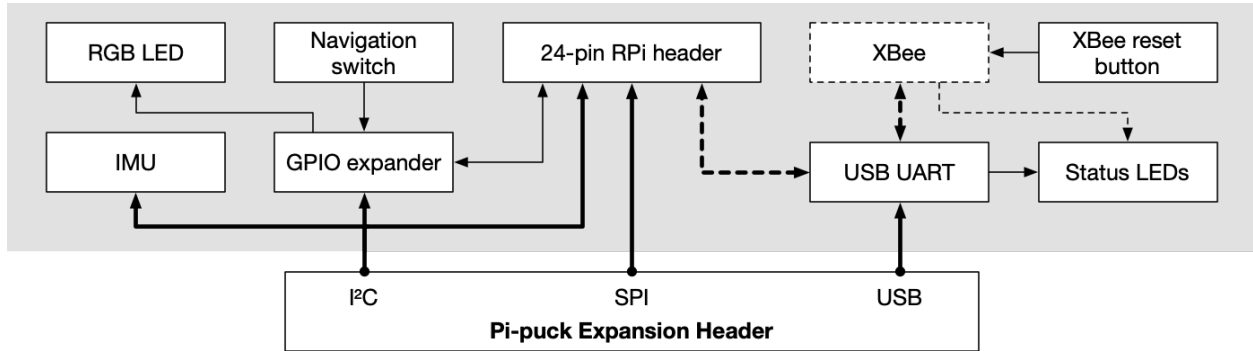 RGB LED
Navigation
switch
24-pin RPi header
XBee
XBee reset
button
IMU
GPIO expander
USB UART
Status LEDs
I²C
SPI
USB
Pi-puck Expansion Header